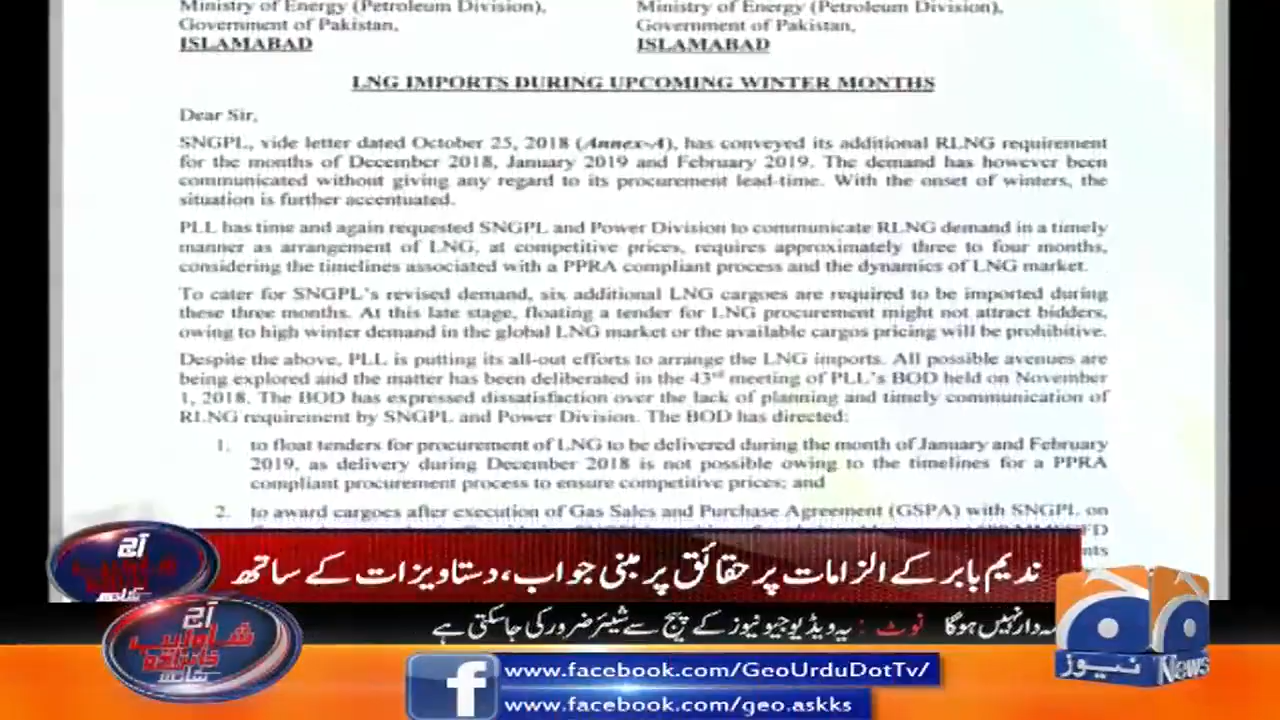 Ministry of Energy (Petroleum Division),
Government of Pakistan,
ISLAMABAD
Ministry of Energy (Petroleum Division),
Government of Pakistan,
ISLAMABAD
LNG IMPORTS DURING UPCOMING WINTER MONTHS
Dear Sir,
SNGPL, vide letter dated October 25, 2018 (Annex-A), has conveyed its additional RLNG requirement
for the months of December 2018, January 2019 and February 2019. The demand has however been
communicated without giving any regard to its procurement lead-time. With the onset of winters, the
situation is further accentuated.
PLL has time and again requested SNGPL and Power Division to communicate RLNG demand in a timely
manner as arrangement of LNG, at competitive prices, requires approximately three to four months,
considering the timelines associated with a PPRA compliant process and the dynamics of LNG market.
To cater for SNGPL's revised demand, six additional LNG cargoes are required to be imported during
these three months. At this late stage, floating a tender for LNG procurement might not attract bidders,
owing to high winter demand in the global LNG market or the available cargos pricing will be prohibitive.
Despite the above, PLL is putting its all-out efforts to arrange the LNG imports. All possible avenues are
being explored and the matter has been deliberated in the 43rd meeting of PLL's BOD held on November
1, 2018. The BOD has expressed dissatisfaction over the lack of planning and timely communication of
RLNG requirement by SNGPL and Power Division. The BOD has directed:
1. to float tenders for procurement of LNG to be delivered during the month of January and February
2019, as delivery during December 2018 is not possible owing to the timelines for a PPRA
compliant procurement process to ensure competitive prices; and
2. to award cargoes after execution of Gas Sales and Purchase Agreement (GSPA) with SNGPL on
ندیم بابر کے الزامات پر حقائق پر مبنی جواب، دستاویزات کے ساتھ
مہ دار نہیں ہوگا نوٹ : یہ ویڈیو جیو نیوز کے پیج سے شیئر ضرور کی جاسکتی ہے
آج
شاہزیب
خانزادہ
کے ساتھ
www.facebook.com/GeoUrduDotTv/
www.facebook.com/geo.askks
جیو
نیوز News